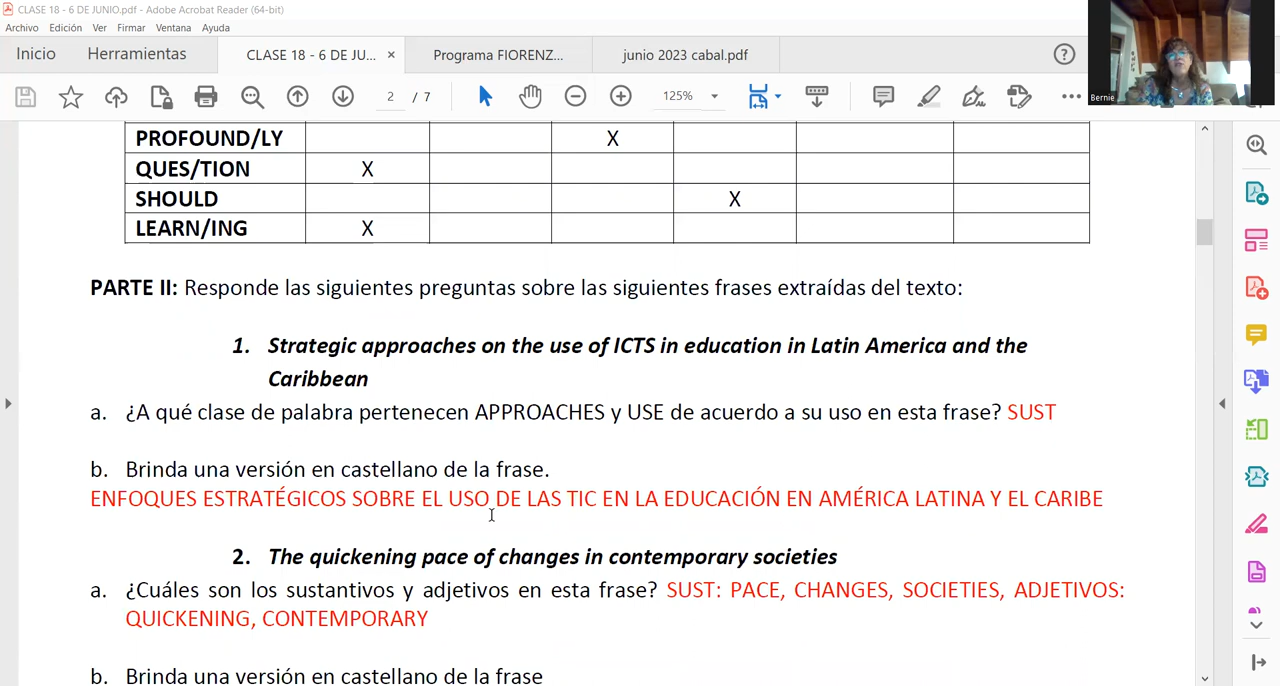 CLASE 18 - 6 DE JUNIO.pdf - Adobe Acrobat Reader (64-bit)
Archivo Edición Ver Firmar Ventana Ayuda
Inicio Herramientas CLASE 18 - 6 DE JU... × Programa FIORENZ... junio 2023 cabal.pdf
2 / 7 125%
Bernie
PROFOUND/LY X
QUES/TION X
SHOULD X
LEARN/ING X
PARTE II: Responde las siguientes preguntas sobre las siguientes frases extraídas del texto:
1. Strategic approaches on the use of ICTS in education in Latin America and the
Caribbean
a. ¿A qué clase de palabra pertenecen APPROACHES y USE de acuerdo a su uso en esta frase? SUST
b. Brinda una versión en castellano de la frase.
ENFOQUES ESTRATÉGICOS SOBRE EL USO DE LAS TIC EN LA EDUCACIÓN EN AMÉRICA LATINA Y EL CARIBE
2. The quickening pace of changes in contemporary societies
a. ¿Cuáles son los sustantivos y adjetivos en esta frase? SUST: PACE, CHANGES, SOCIETIES, ADJETIVOS:
QUICKENING, CONTEMPORARY
b. Brinda una versión en castellano de la frase